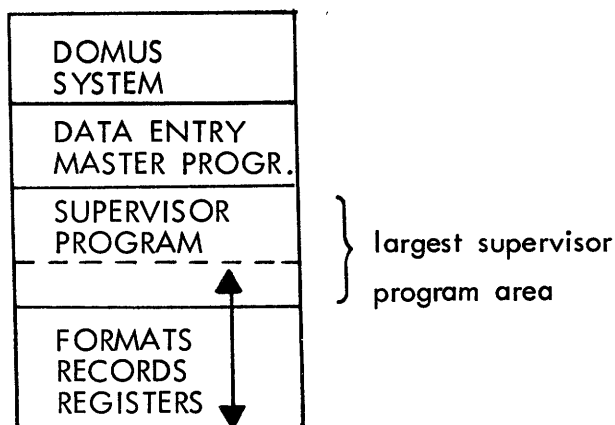 DOMUS
SYSTEM
DATA ENTRY
MASTER PROGR.
SUPERVISOR
PROGRAM
largest supervisor
program area
FORMATS
RECORDS
REGISTERS